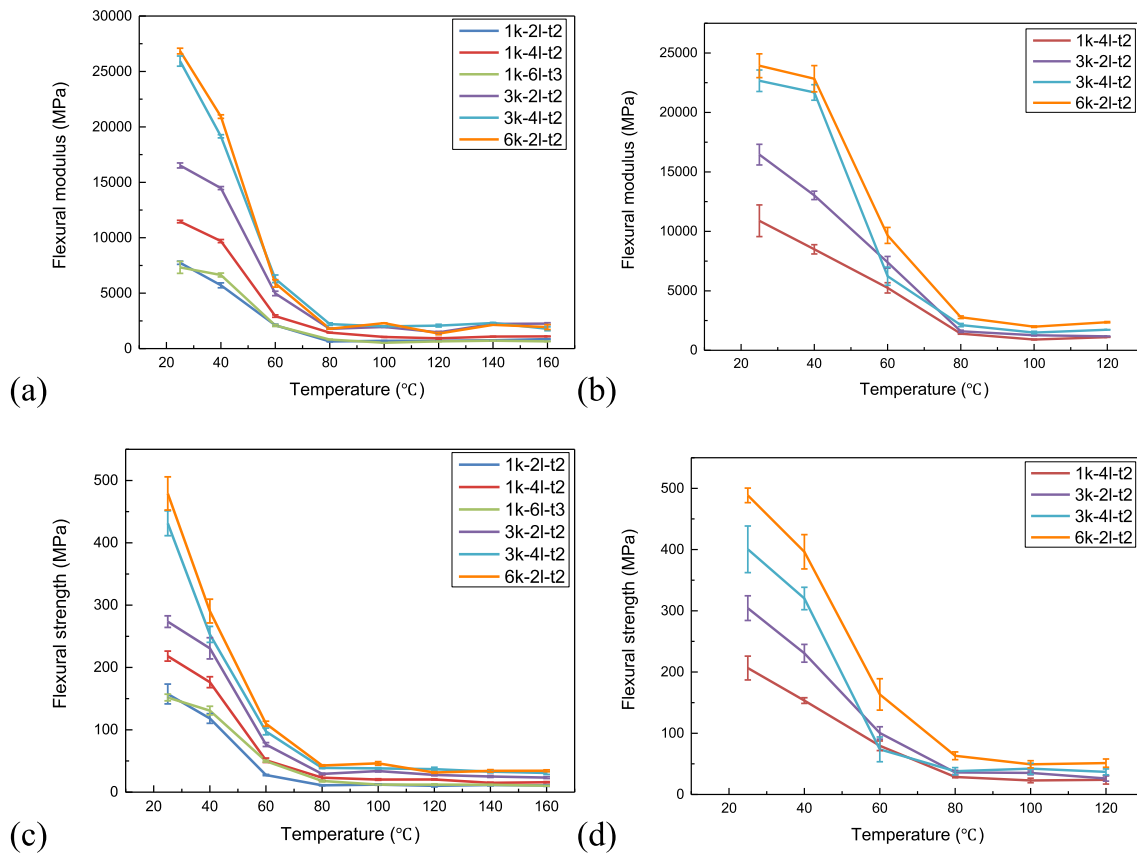 30000
25000
20000
15000
10000
5000
0
Flexural modulus (MPa)
1k-2l-t2
1k-4l-t2
1k-6l-t3
3k-2l-t2
3k-4l-t2
6k-2l-t2
20 40 60 80 100 120 140 160
Temperature (℃)
(a)
25000
20000
15000
10000
5000
0
Flexural modulus (MPa)
1k-4l-t2
3k-2l-t2
3k-4l-t2
6k-2l-t2
20 40 60 80 100 120
Temperature (℃)
(b)
500
400
300
200
100
0
Flexural strength (MPa)
1k-2l-t2
1k-4l-t2
1k-6l-t3
3k-2l-t2
3k-4l-t2
6k-2l-t2
20 40 60 80 100 120 140 160
Temperature (℃)
(c)
500
400
300
200
100
0
Flexural strength (MPa)
1k-4l-t2
3k-2l-t2
3k-4l-t2
6k-2l-t2
20 40 60 80 100 120
Temperature (℃)
(d)